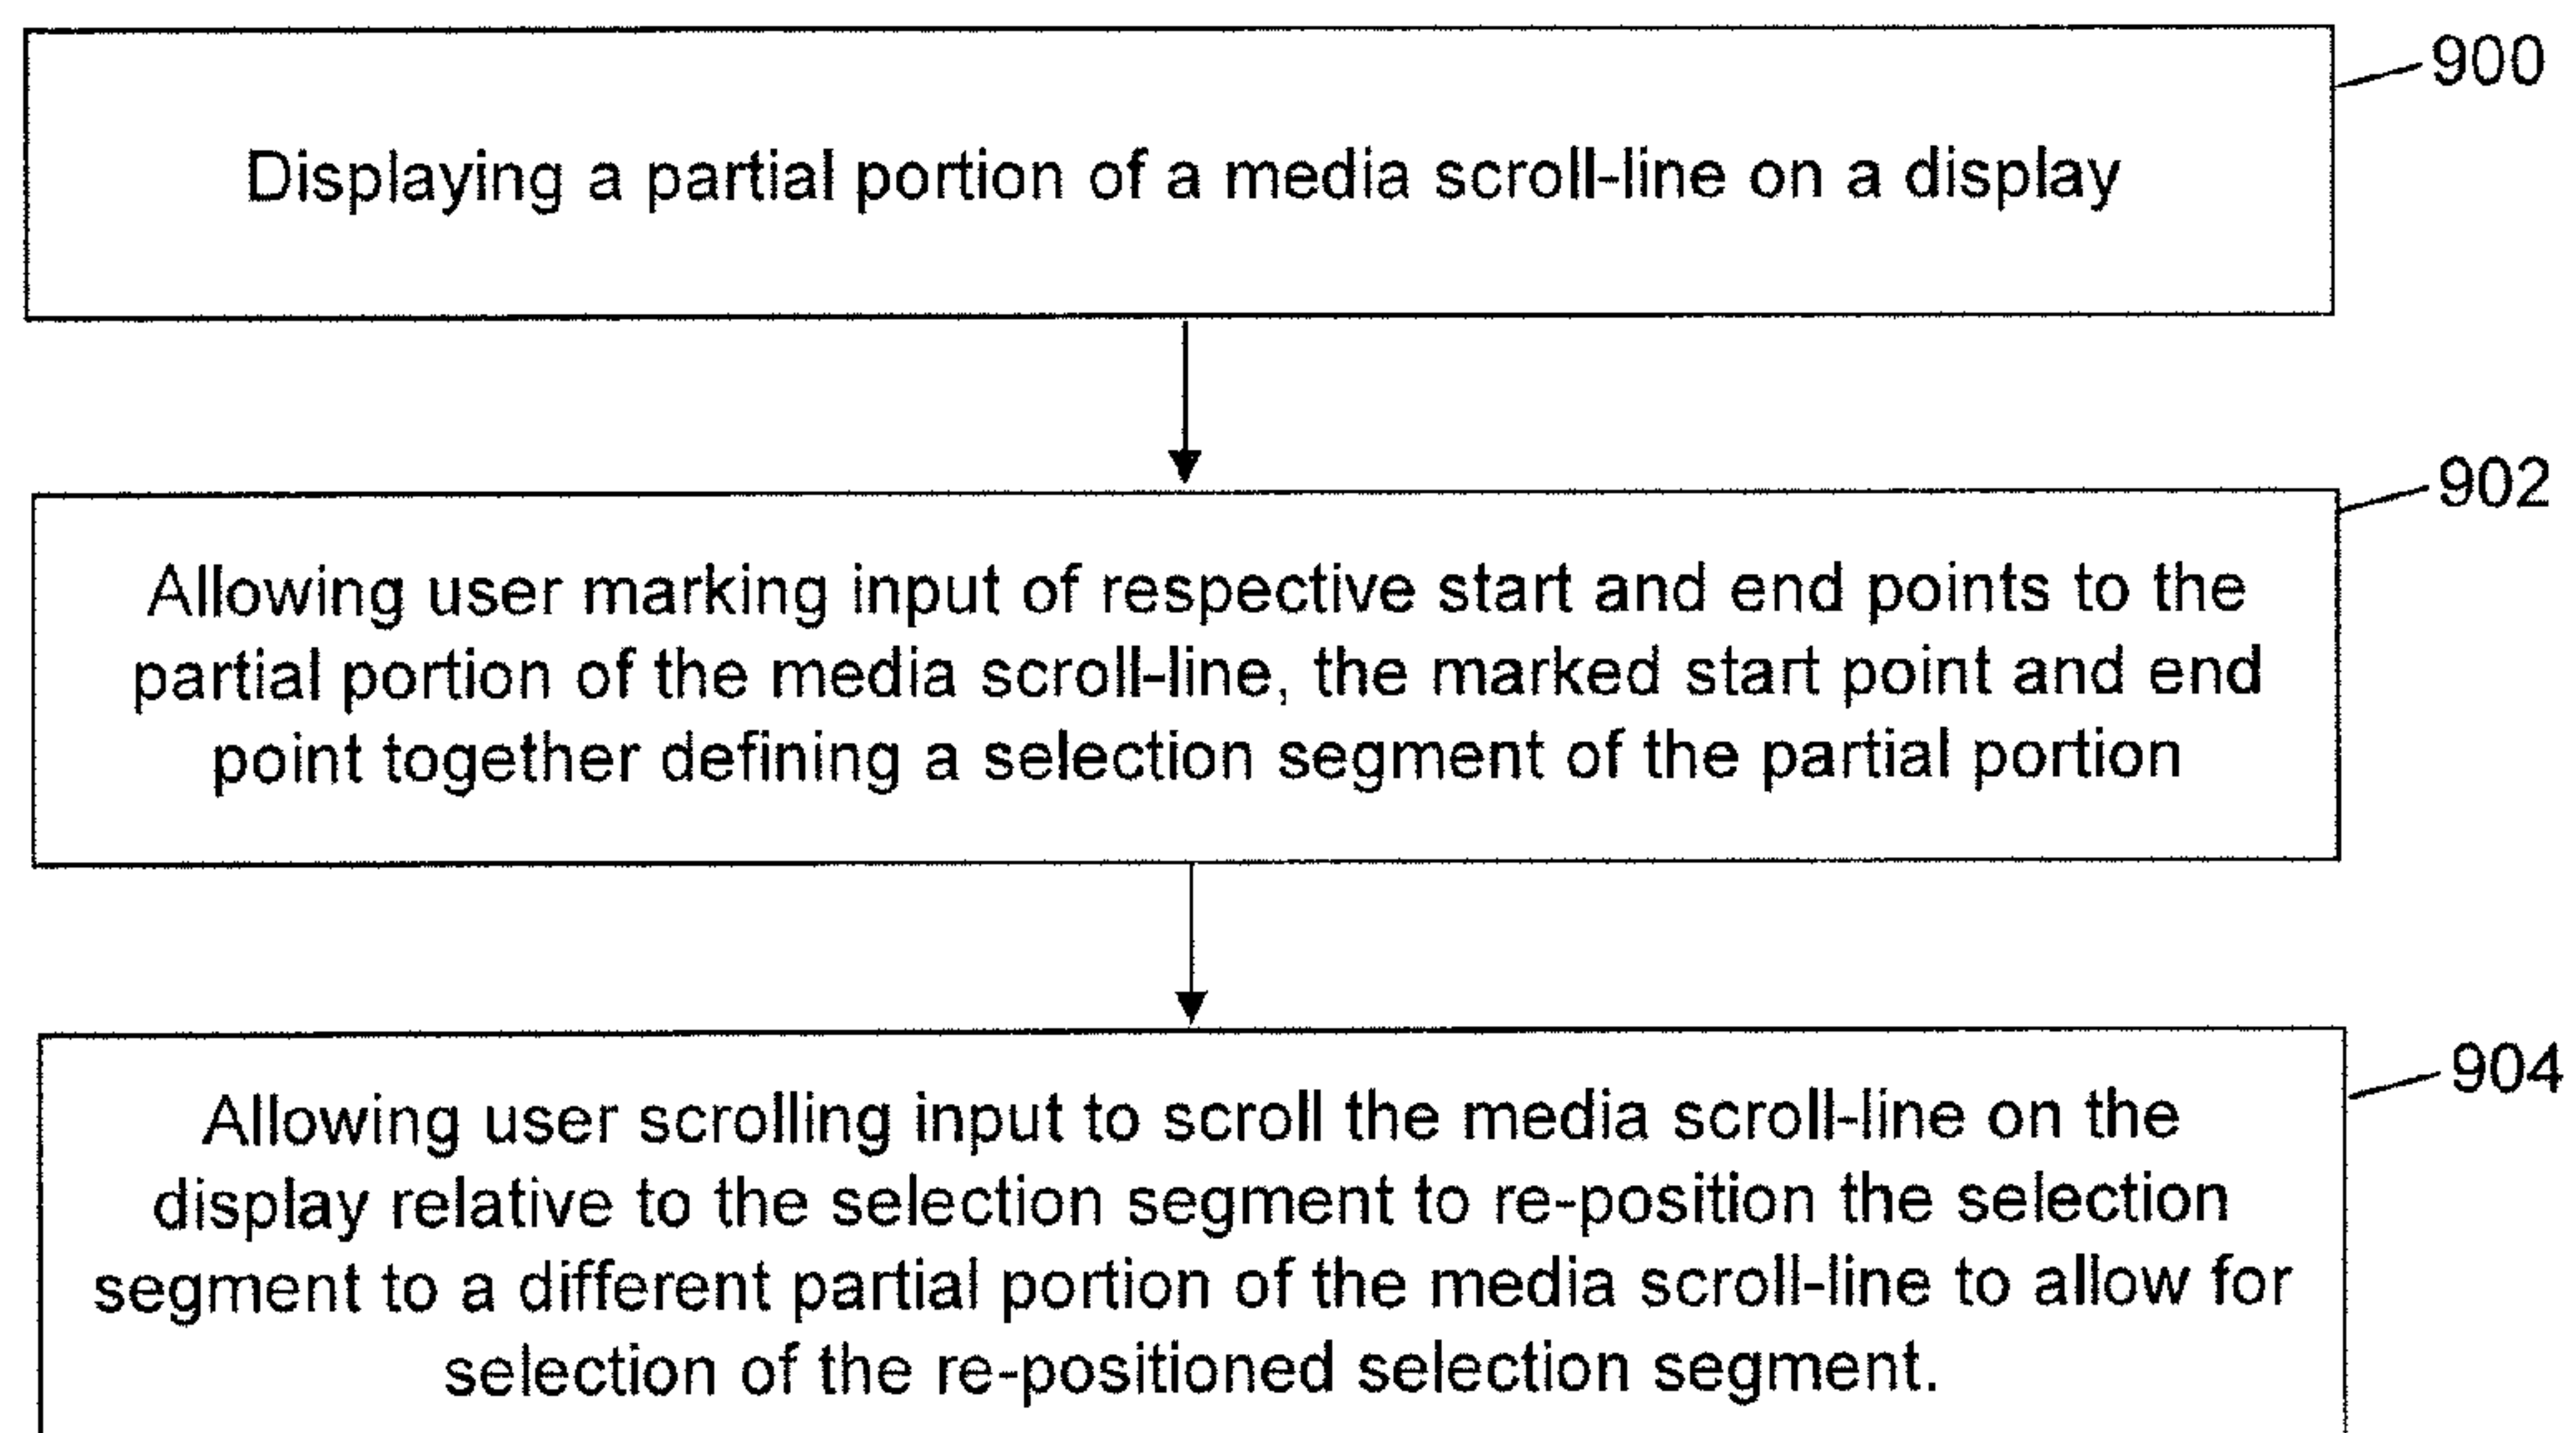 900
Displaying a partial portion of a media scroll-line on a display
902
Allowing user marking input of respective start and end points to the
partial portion of the media scroll-line, the marked start point and end
point together defining a selection segment of the partial portion
904
Allowing user scrolling input to scroll the media scroll-line on the
display relative to the selection segment to re-position the selection
segment to a different partial portion of the media scroll-line to allow for
selection of the re-positioned selection segment.